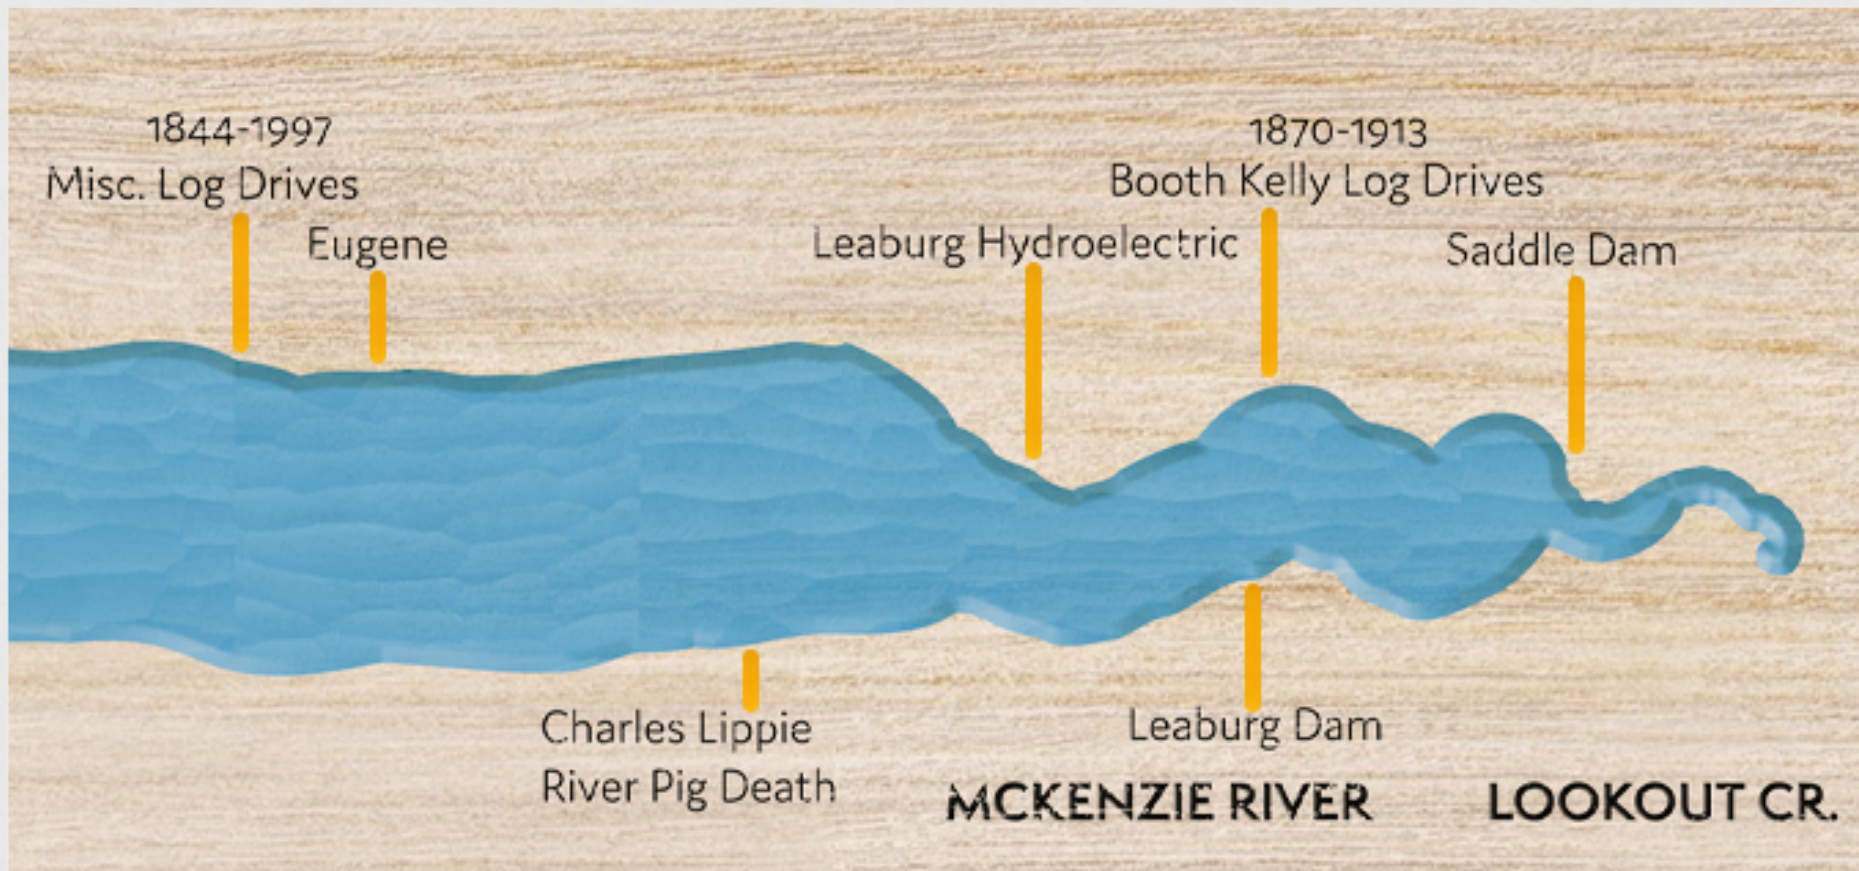 1844-1997
Misc. Log Drives
Eugene
Leaburg Hydroelectric
1870-1913
Booth Kelly Log Drives
Saddle Dam
Charles Lippie
River Pig Death
Leaburg Dam
MCKENZIE RIVER
LOOKOUT CR.